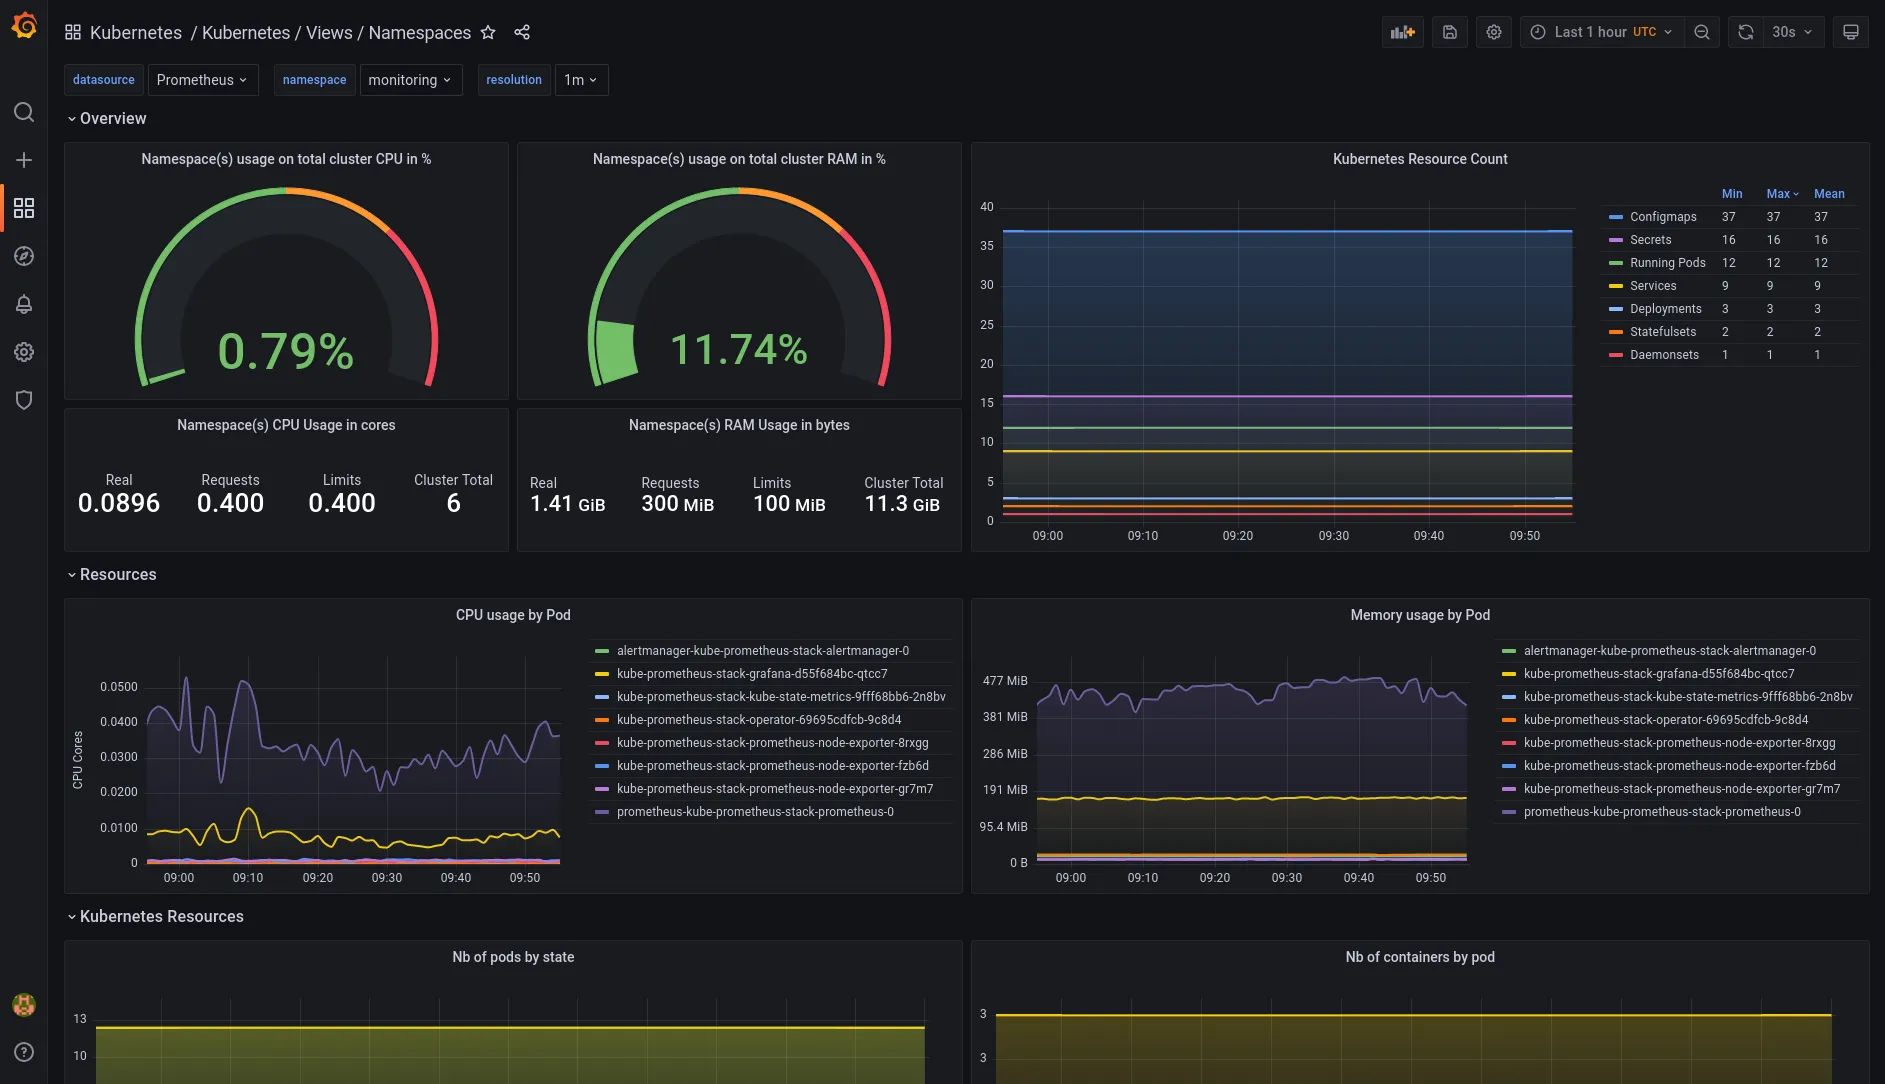 Kubernetes / Kubernetes / Views / Namespaces
Last 1 hour UTC
30s
datasource Prometheus namespace monitoring resolution 1m
Overview
Namespace(s) usage on total cluster CPU in %
0.79%
Namespace(s) usage on total cluster RAM in %
11.74%
Kubernetes Resource Count
40
35
30
25
20
15
10
5
0
09:00 09:10 09:20 09:30 09:40 09:50
Min Max Mean
Configmaps 37 37 37
Secrets 16 16 16
Running Pods 12 12 12
Services 9 9 9
Deployments 3 3 3
Statefulsets 2 2 2
Daemonsets 1 1 1
Namespace(s) CPU Usage in cores
Real Requests Limits Cluster Total
0.0896 0.400 0.400 6
Namespace(s) RAM Usage in bytes
Real Requests Limits Cluster Total
1.41 GiB 300 MiB 100 MiB 11.3 GiB
Resources
CPU usage by Pod
CPU Cores
0.0500
0.0400
0.0300
0.0200
0.0100
0
09:00 09:10 09:20 09:30 09:40 09:50
alertmanager-kube-prometheus-stack-alertmanager-0
kube-prometheus-stack-grafana-d55f684bc-qtcc7
kube-prometheus-stack-kube-state-metrics-9fff68bb6-2n8bv
kube-prometheus-stack-operator-69695cdfcb-9c8d4
kube-prometheus-stack-prometheus-node-exporter-8rxgg
kube-prometheus-stack-prometheus-node-exporter-fzb6d
kube-prometheus-stack-prometheus-node-exporter-gr7m7
prometheus-kube-prometheus-stack-prometheus-0
Memory usage by Pod
477 MiB
381 MiB
286 MiB
191 MiB
95.4 MiB
0 B
09:00 09:10 09:20 09:30 09:40 09:50
alertmanager-kube-prometheus-stack-alertmanager-0
kube-prometheus-stack-grafana-d55f684bc-qtcc7
kube-prometheus-stack-kube-state-metrics-9fff68bb6-2n8bv
kube-prometheus-stack-operator-69695cdfcb-9c8d4
kube-prometheus-stack-prometheus-node-exporter-8rxgg
kube-prometheus-stack-prometheus-node-exporter-fzb6d
kube-prometheus-stack-prometheus-node-exporter-gr7m7
prometheus-kube-prometheus-stack-prometheus-0
Kubernetes Resources
Nb of pods by state
13
10
Nb of containers by pod
3
3